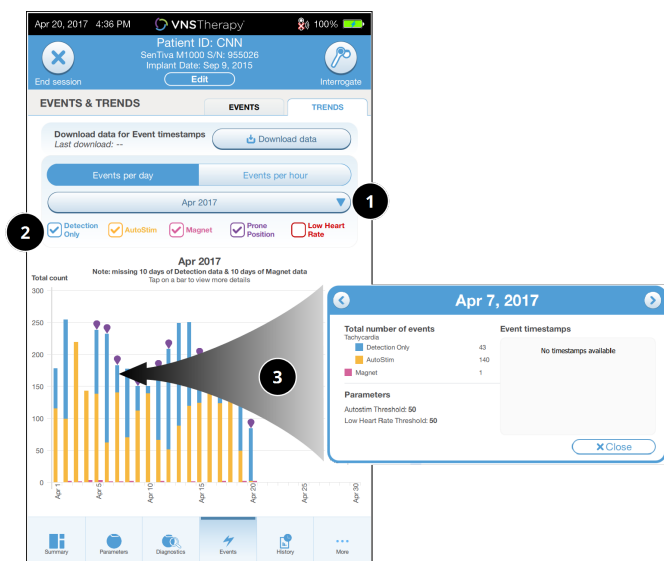 Apr 20, 2017 4:36 PM
VNSTherapy
100%
Patient ID: CNN
SenTiva M1000 S/N: 955026
Implant Date: Sep 9, 2015
Edit
End session
Interrogate
EVENTS & TRENDS
EVENTS
TRENDS
Download data for Event timestamps
Last download: --
Download data
Events per day
Events per hour
Apr 2017
1
2
Detection Only
AutoStim
Magnet
Prone Position
Low Heart Rate
Apr 2017
Note: missing 10 days of Detection data & 10 days of Magnet data
Tap on a bar to view more details
Total count
300
250
200
150
100
50
0
Apr 1
Apr 5
Apr 10
Apr 15
Apr 20
Apr 25
Apr 30
3
Apr 7, 2017
Total number of events
Tachycardia
Detection Only 43
AutoStim 140
Magnet 1
Parameters
Autostim Threshold: 50
Low Heart Rate Threshold: 50
Event timestamps
No timestamps available
Close
Summary
Parameters
Diagnostics
Events
History
More